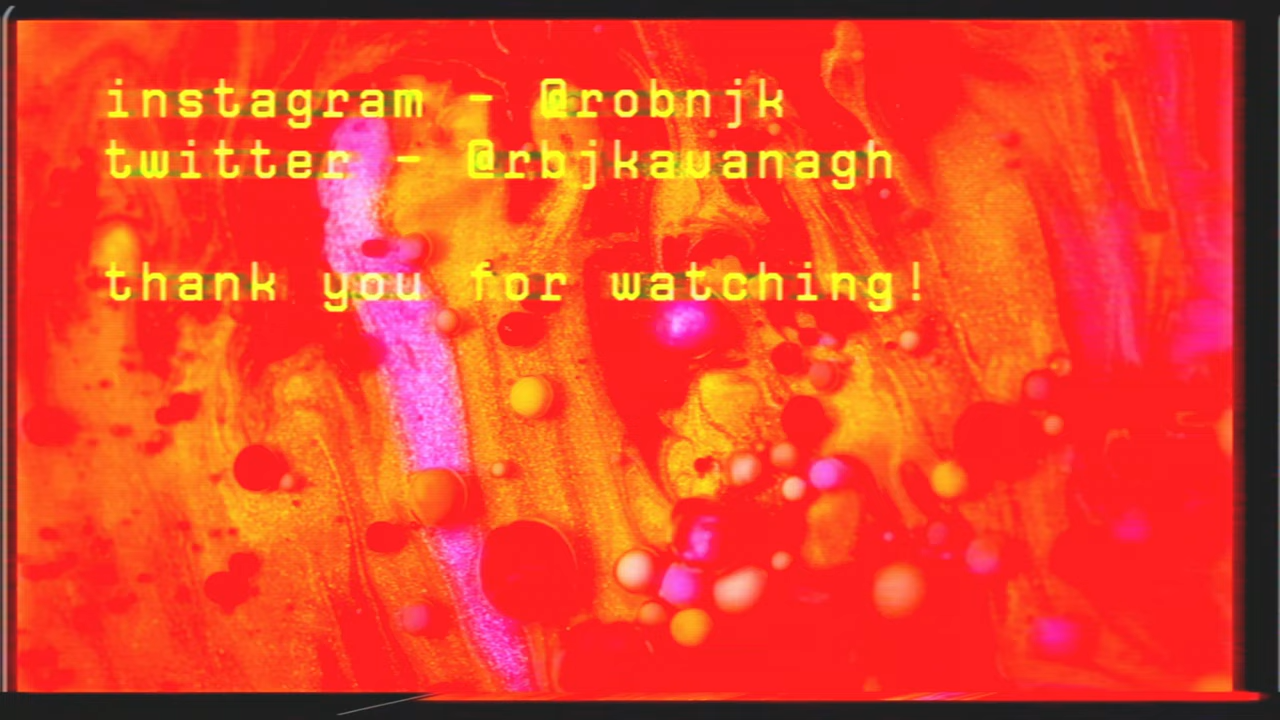 instagram - @robnjk
twitter - @rbjkavanagh
thank you for watching!